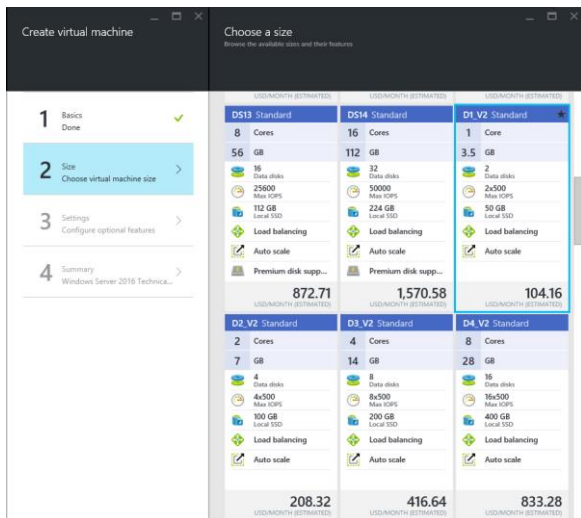 Create virtual machine
Choose a size
Browse the available sizes and their features
1
Basics
Done
2
Size
Choose virtual machine size
3
Settings
Configure optional features
4
Summary
Windows Server 2016 Technica...
USD/MONTH (ESTIMATED)
USD/MONTH (ESTIMATED)
USD/MONTH (ESTIMATED)
DS13 Standard
8 Cores
56 GB
16
Data disks
25600
Max IOPS
112 GB
Local SSD
Load balancing
Auto scale
Premium disk supp...
872.71
USD/MONTH (ESTIMATED)
DS14 Standard
16 Cores
112 GB
32
Data disks
50000
Max IOPS
224 GB
Local SSD
Load balancing
Auto scale
Premium disk supp...
1,570.58
USD/MONTH (ESTIMATED)
D1_V2 Standard
1 Core
3.5 GB
2
Data disks
2x500
Max IOPS
50 GB
Local SSD
Load balancing
Auto scale
104.16
USD/MONTH (ESTIMATED)
D2_V2 Standard
2 Cores
7 GB
4
Data disks
4x500
Max IOPS
100 GB
Local SSD
Load balancing
Auto scale
208.32
USD/MONTH (ESTIMATED)
D3_V2 Standard
4 Cores
14 GB
8
Data disks
8x500
Max IOPS
200 GB
Local SSD
Load balancing
Auto scale
416.64
USD/MONTH (ESTIMATED)
D4_V2 Standard
8 Cores
28 GB
16
Data disks
16x500
Max IOPS
400 GB
Local SSD
Load balancing
Auto scale
833.28
USD/MONTH (ESTIMATED)